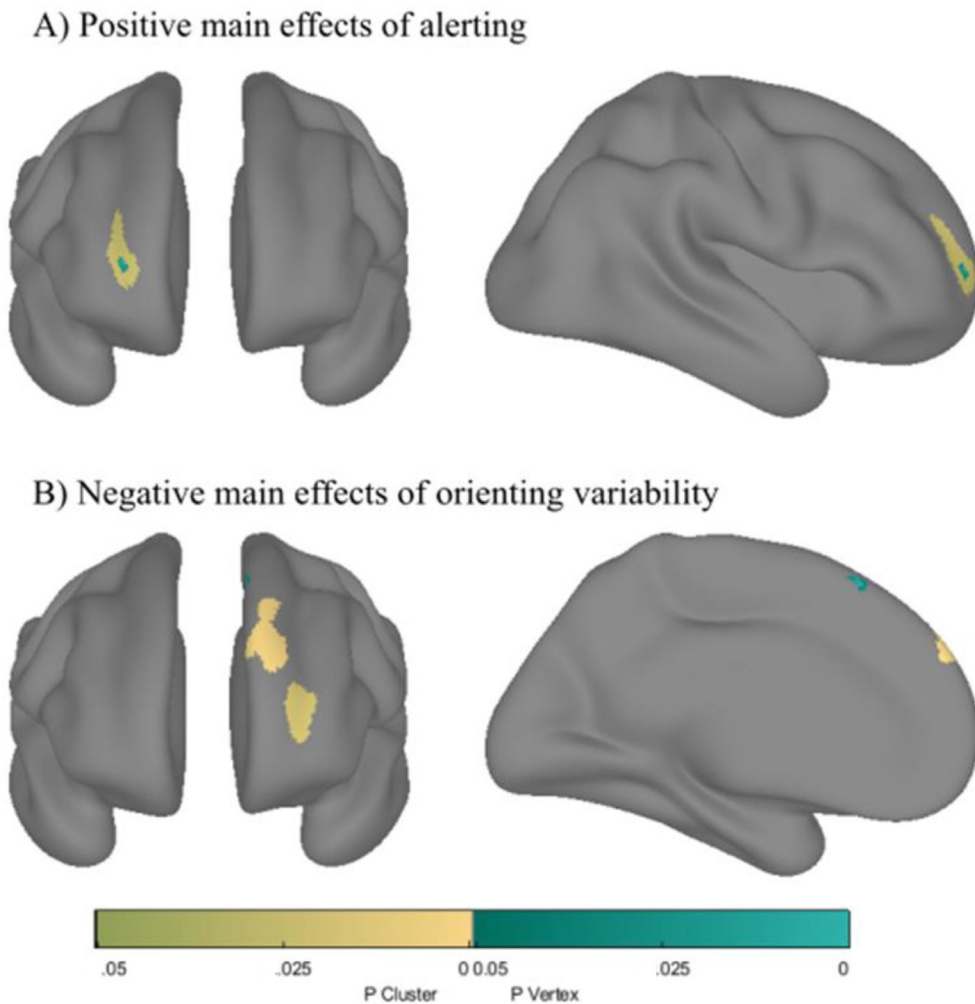 A) Positive main effects of alerting
B) Negative main effects of orienting variability
.05 .025 0 0.05 .025 0
P Cluster P Vertex